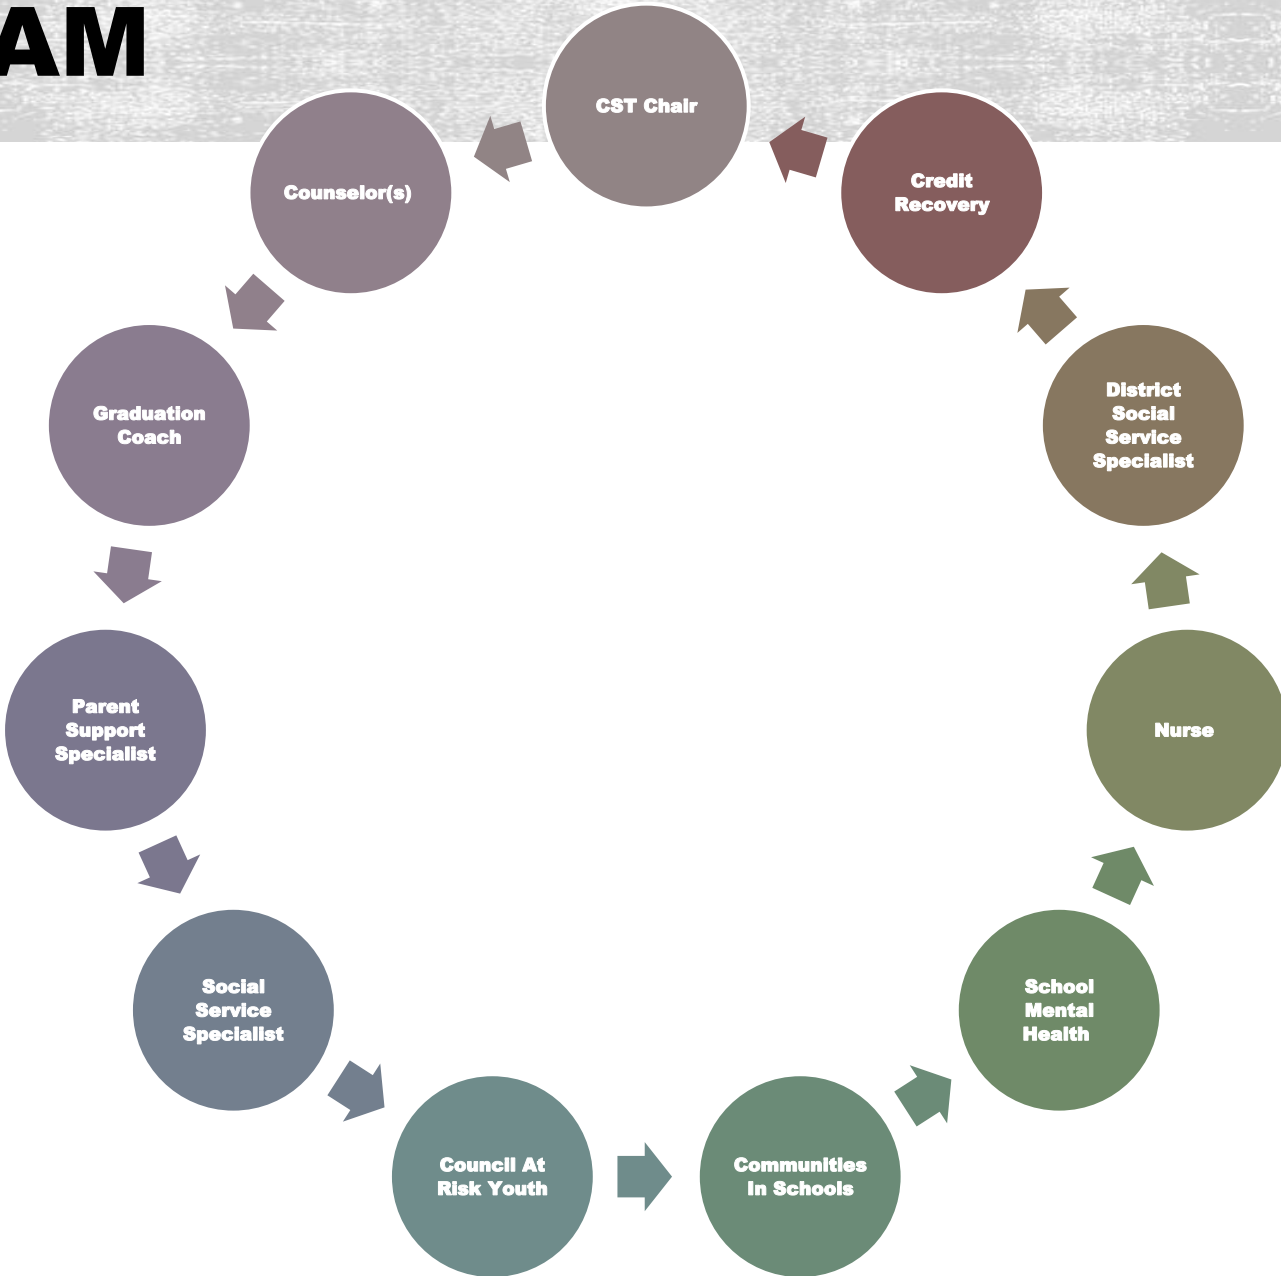 AM
CST Chair
Counselor(s)
Credit
Recovery
Graduation
Coach
District
Social
Service
Specialist
Parent
Support
Specialist
Nurse
Social
Service
Specialist
School
Mental
Health
Council At
Risk Youth
Communities
In Schools